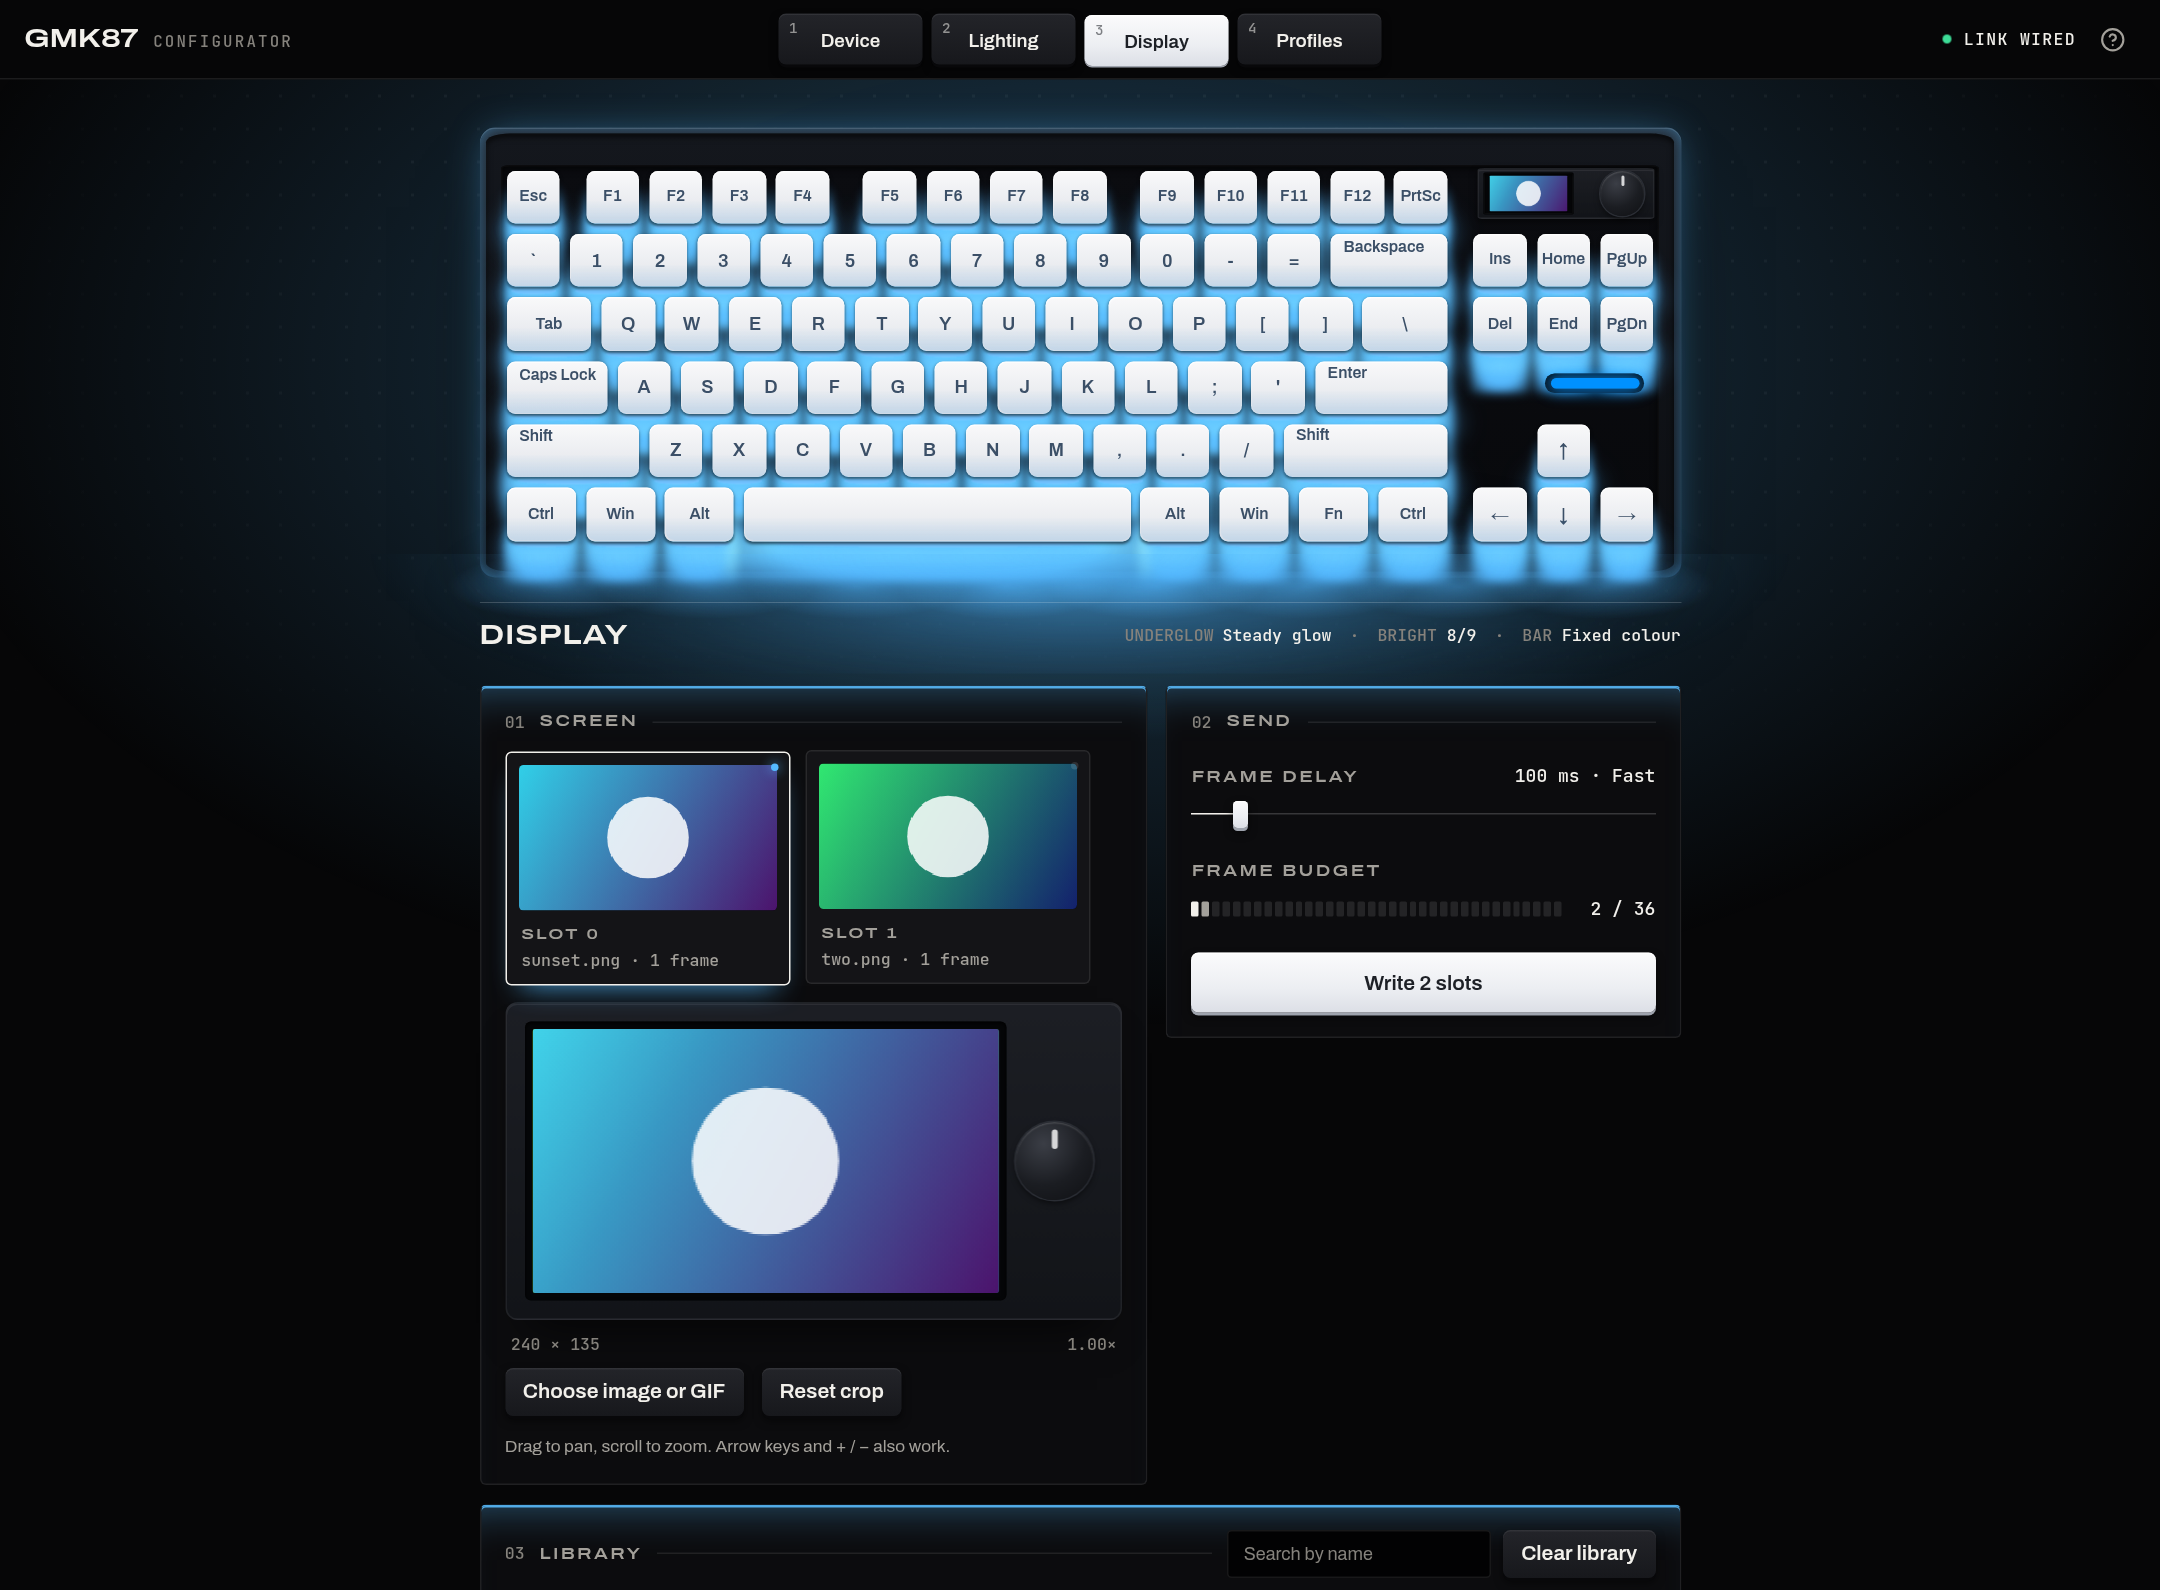 GMK87 CONFIGURATOR
1 Device
2 Lighting
3 Display
4 Profiles
LINK WIRED
?
Esc F1 F2 F3 F4 F5 F6 F7 F8 F9 F10 F11 F12 PrtSc
` 1 2 3 4 5 6 7 8 9 0 - = Backspace Ins Home PgUp
Tab Q W E R T Y U I O P [ ] \ Del End PgDn
Caps Lock A S D F G H J K L ; ' Enter
Shift Z X C V B N M , . / Shift ↑
Ctrl Win Alt Alt Win Fn Ctrl ← ↓ →
DISPLAY
UNDERGLOW Steady glow · BRIGHT 8/9 · BAR Fixed colour
01 SCREEN
SLOT 0
sunset.png · 1 frame
SLOT 1
two.png · 1 frame
240 × 135
1.00×
Choose image or GIF
Reset crop
Drag to pan, scroll to zoom. Arrow keys and + / – also work.
02 SEND
FRAME DELAY 100 ms · Fast
FRAME BUDGET
2 / 36
Write 2 slots
03 LIBRARY
Search by name
Clear library